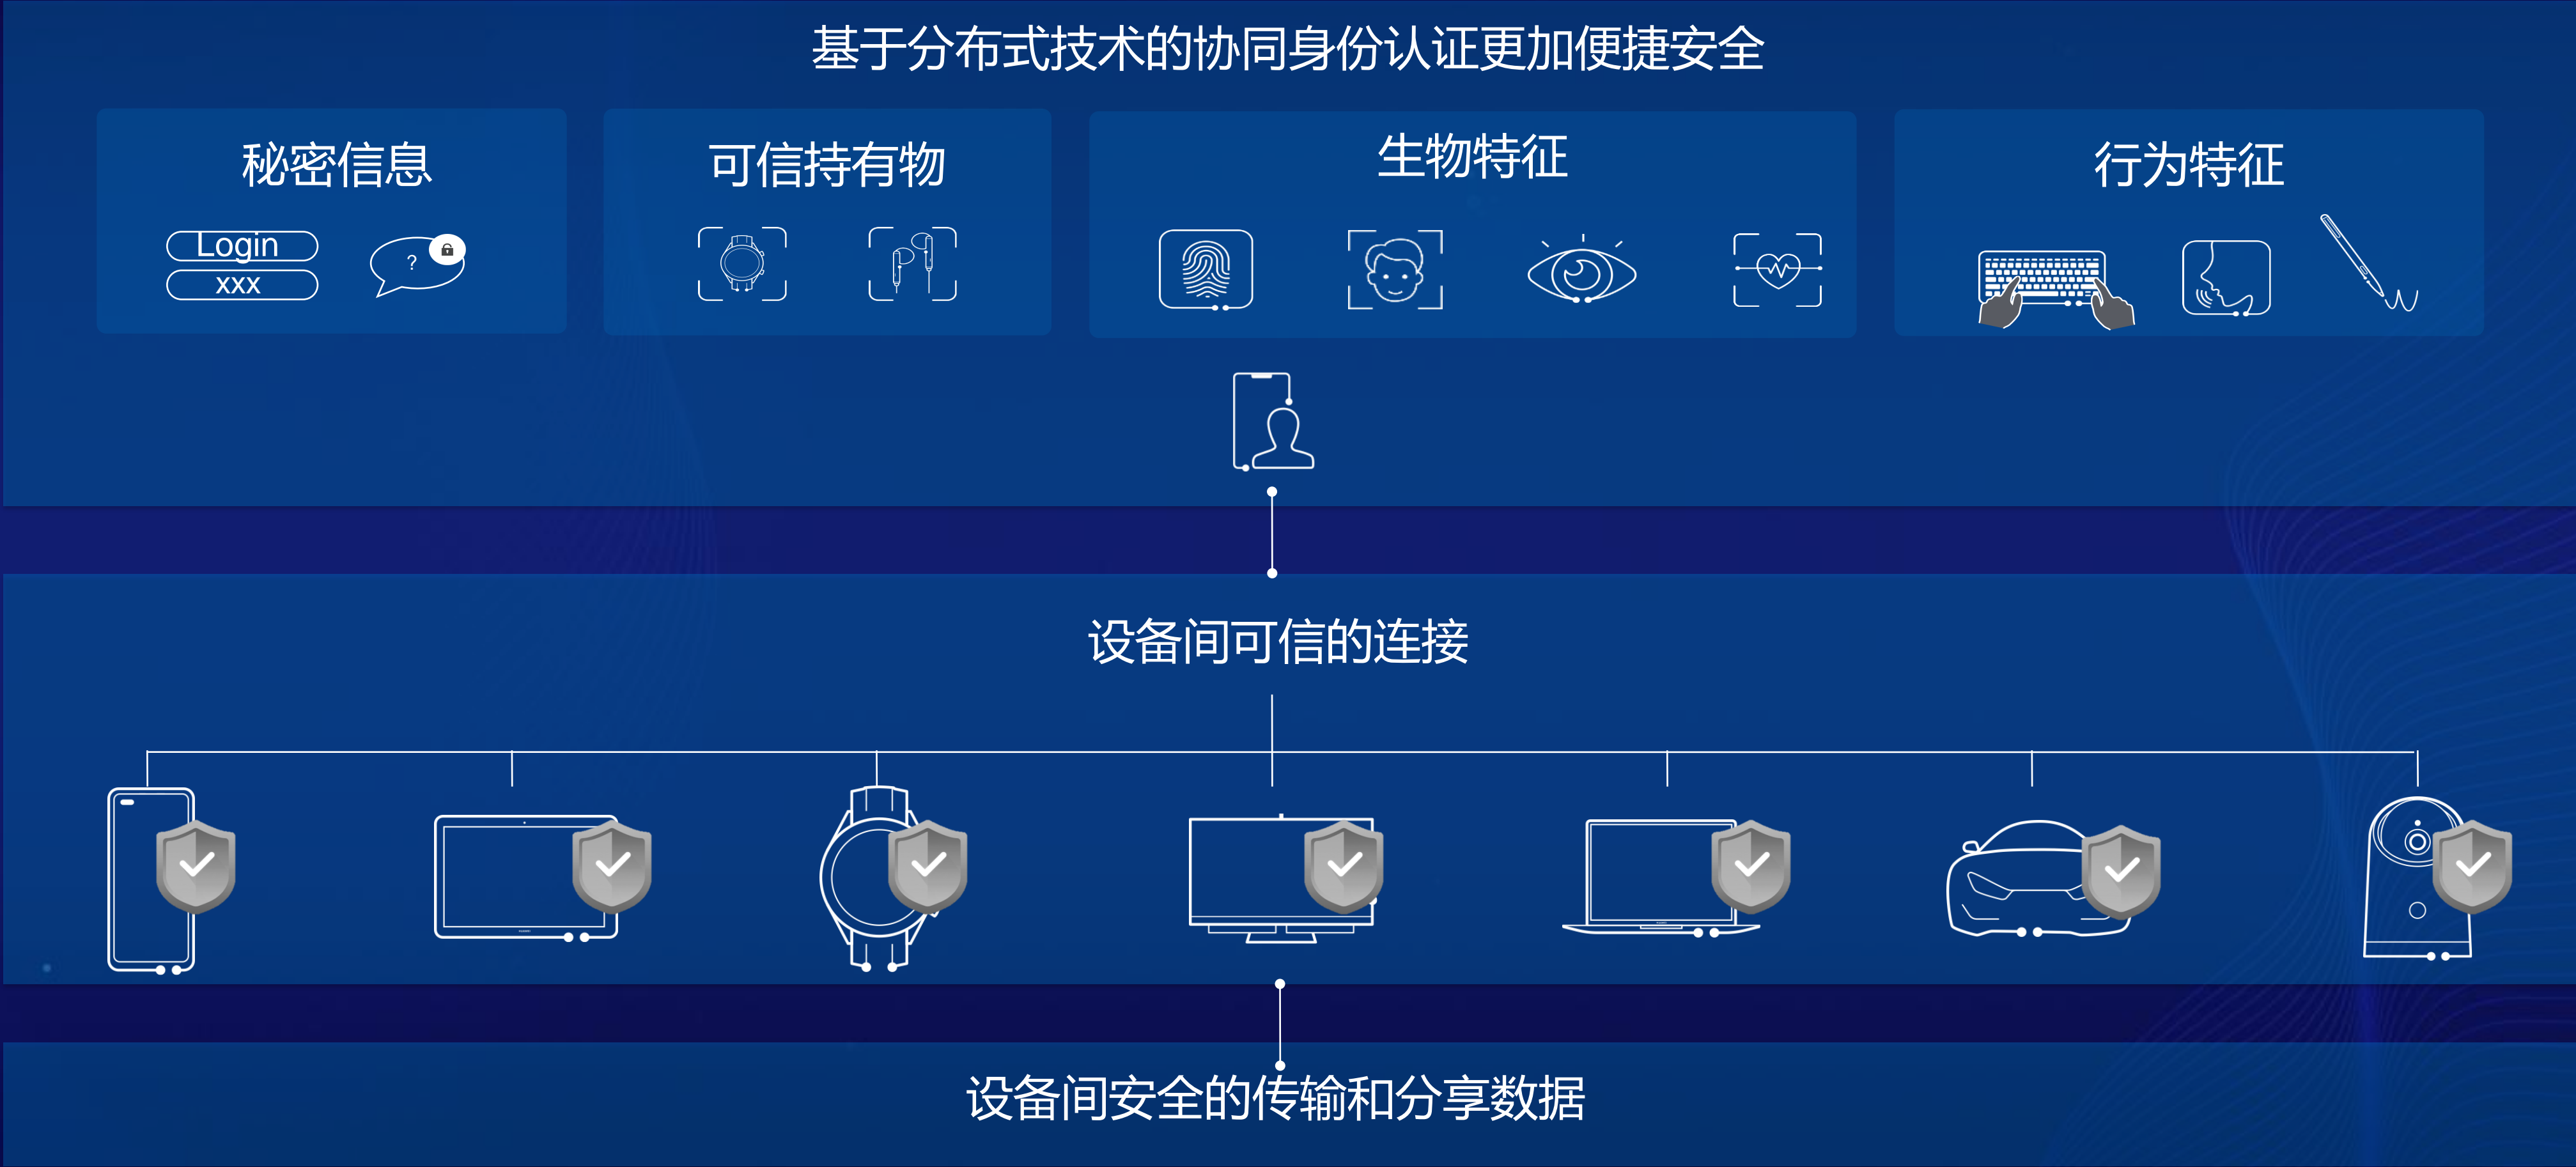 基于分布式技术的协同身份认证更加便捷安全
秘密信息
可信持有物
生物特征
行为特征
Login
xxx
?
设备间可信的连接
设备间安全的传输和分享数据